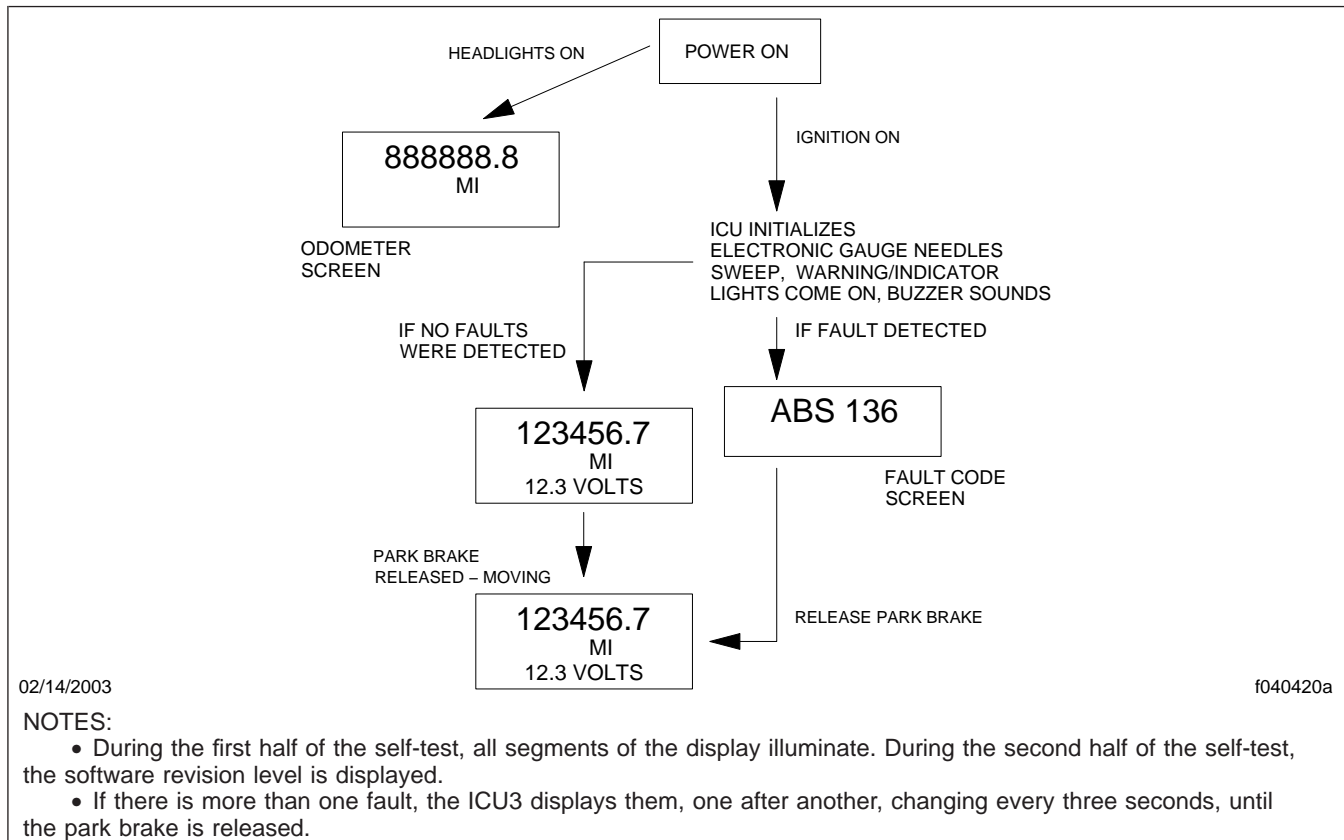 POWER ON
HEADLIGHTS ON
IGNITION ON
888888.8
MI
ODOMETER
SCREEN
ICU INITIALIZES
ELECTRONIC GAUGE NEEDLES
SWEEP, WARNING/INDICATOR
LIGHTS COME ON, BUZZER SOUNDS
IF NO FAULTS
WERE DETECTED
IF FAULT DETECTED
123456.7
MI
12.3 VOLTS
ABS 136
FAULT CODE
SCREEN
PARK BRAKE
RELEASED – MOVING
RELEASE PARK BRAKE
123456.7
MI
12.3 VOLTS
02/14/2003
f040420a
NOTES:
• During the first half of the self-test, all segments of the display illuminate. During the second half of the self-test,
the software revision level is displayed.
• If there is more than one fault, the ICU3 displays them, one after another, changing every three seconds, until
the park brake is released.